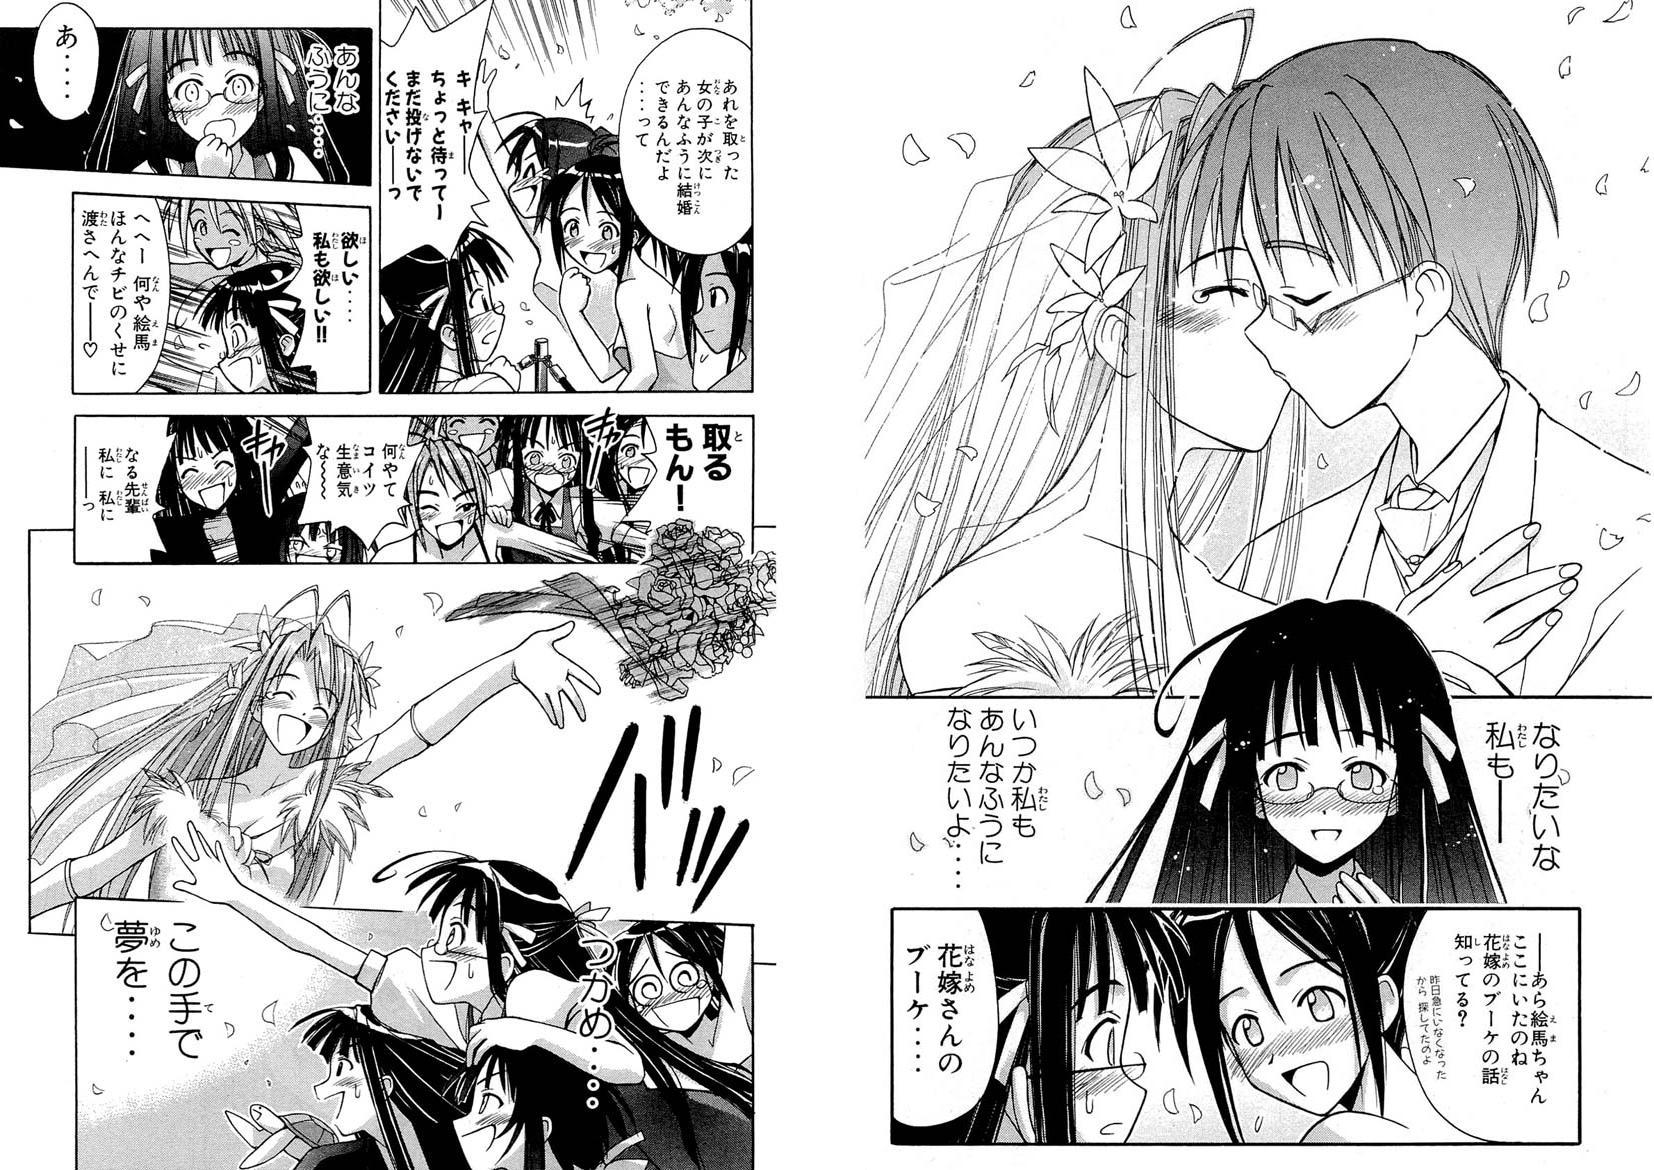 なりたいな
私も――
いつか私も
あんなふうに
なりたいよ‥‥
――あら絵馬ちゃん
ここにいたのね
花嫁のブーケの話
知ってる？
昨日急にいなくなった
から 探してたのよ
花嫁さんの
ブーケ‥‥
あれを取った
女の子が次に
あんなふうに結婚
できるんだよ
‥‥って
キ キャー
ちょっと待ってー
まだ投げないで
くださいーっ
あんな
ふうに‥‥
あ‥‥
欲しい‥‥
私も欲しい!!
へへー 何や絵馬
ほんなチビのくせに
渡さへんで――♡
取る
もん！
キャー
何やて
コイツ
生意気
な～～
キャー
なる先輩
私に 私に
ーっ
バッ
つかめ‥‥
この手で
夢を‥‥